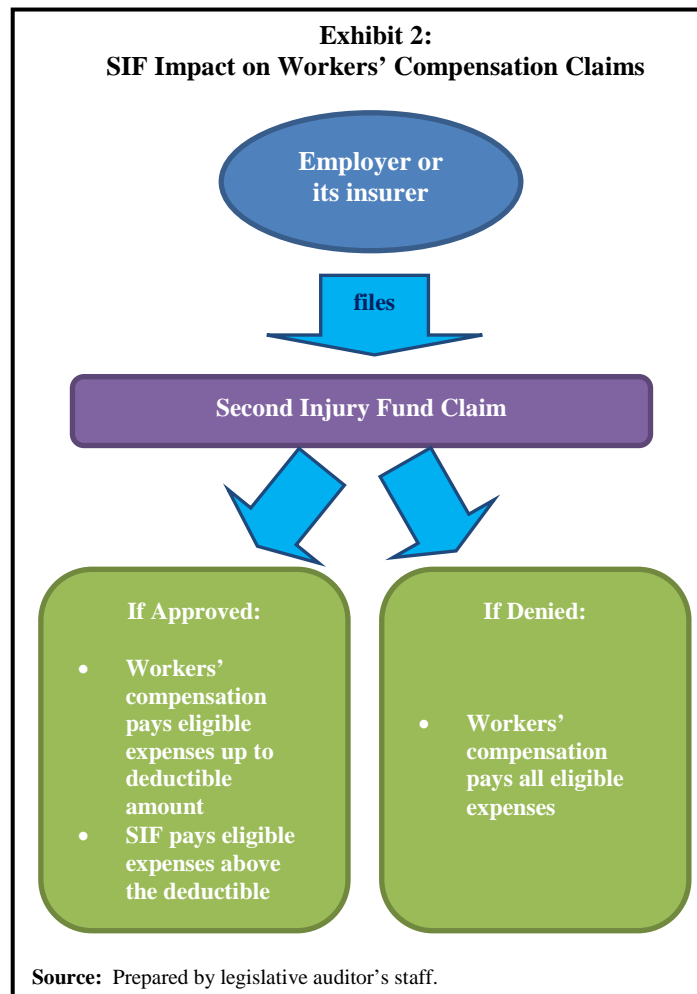 Exhibit 2:
SIF Impact on Workers’ Compensation Claims
Employer or
its insurer
files
Second Injury Fund Claim
If Approved:
• Workers’
compensation
pays eligible
expenses up to
deductible
amount
• SIF pays eligible
expenses above
the deductible
If Denied:
• Workers’
compensation
pays all eligible
expenses
Source: Prepared by legislative auditor’s staff.